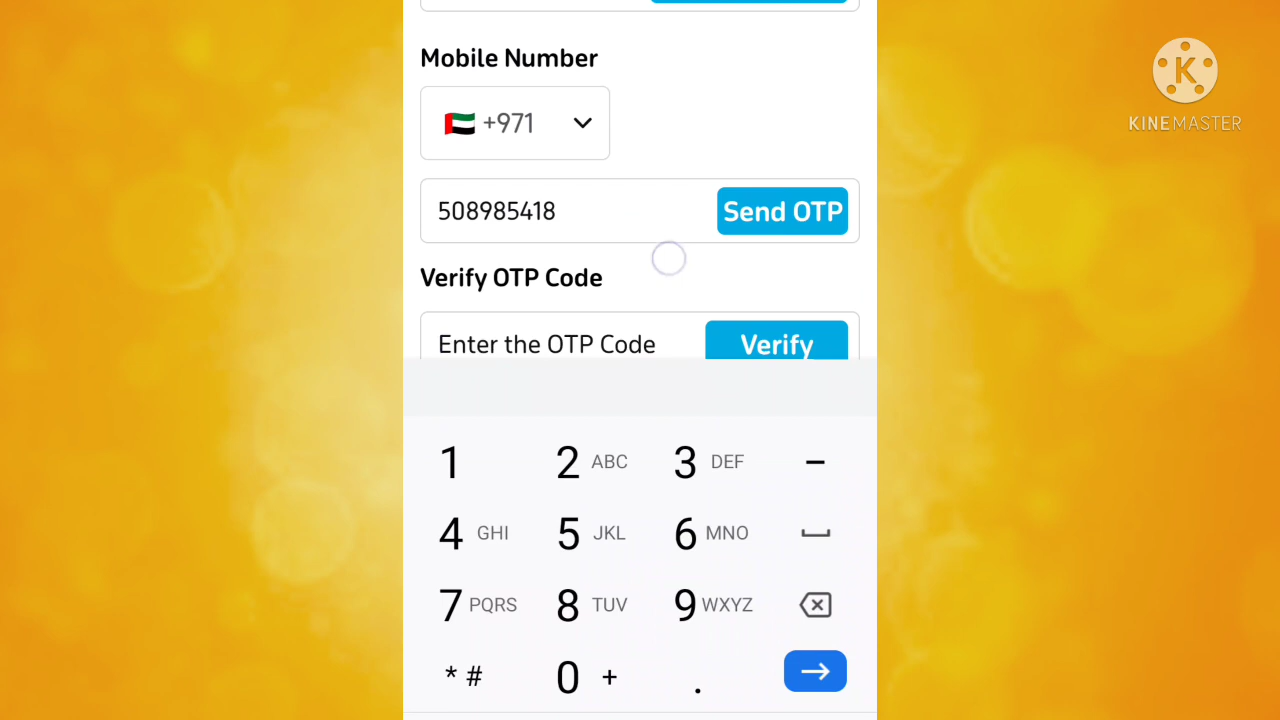 Mobile Number
KINEMASTER
🇦🇪 +971
508985418 Send OTP
Verify OTP Code
Enter the OTP Code Verify
1 2 ABC 3 DEF –
4 GHI 5 JKL 6 MNO
7 PQRS 8 TUV 9 WXYZ
* # 0 + .